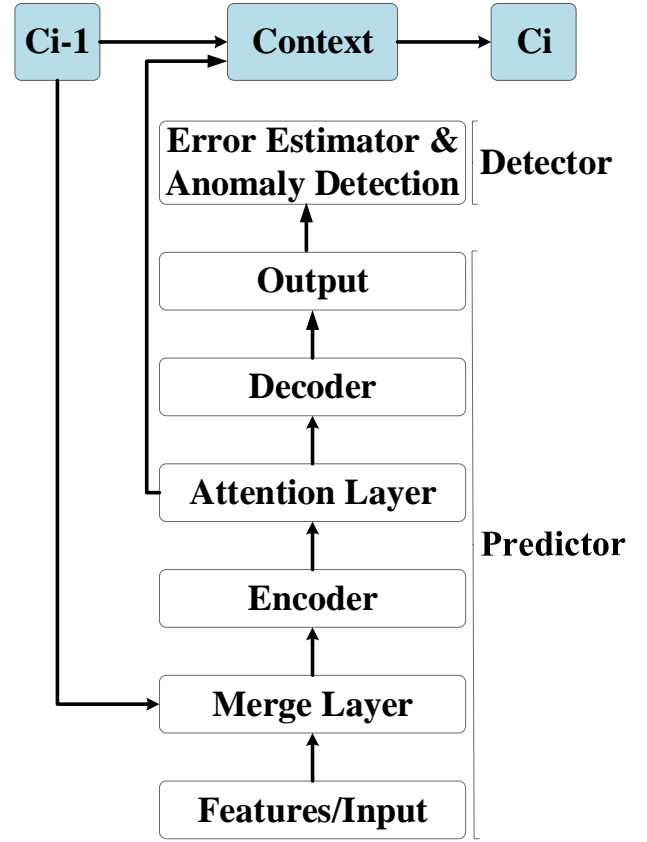 Ci-1
Context
Ci
Error Estimator &
Anomaly Detection
Detector
Output
Decoder
Attention Layer
Predictor
Encoder
Merge Layer
Features/Input